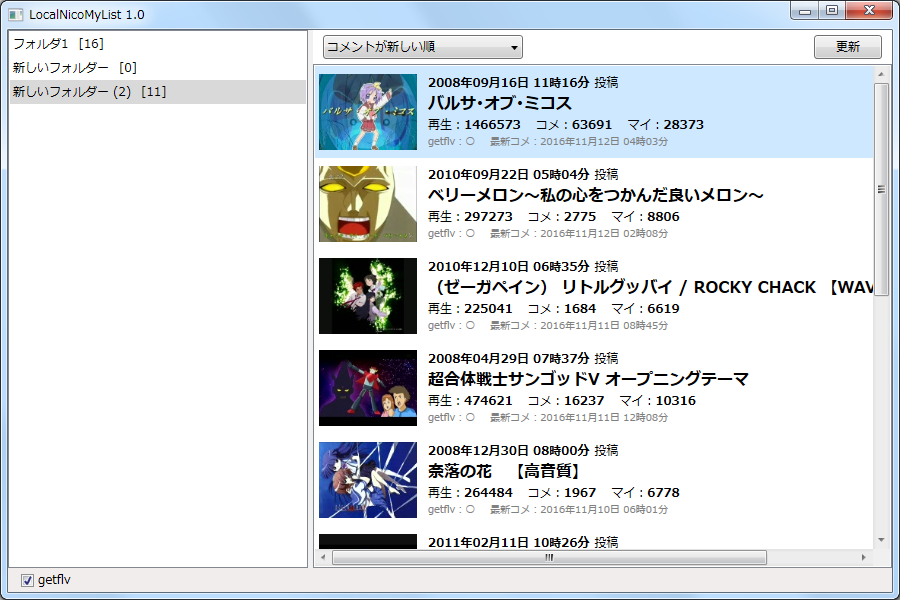 LocalNicoMyList 1.0
フォルダ1 [16]
新しいフォルダー [0]
新しいフォルダー (2) [11]
コメントが新しい順
更新
2008年09月16日 11時16分 投稿
バルサ・オブ・ミコス
バルサ・オブ・ミコス
再生：1466573 コメ：63691 マイ：28373
getflv：○ 最新コメ：2016年11月12日 04時03分
2010年09月22日 05時04分 投稿
ベリーメロン～私の心をつかんだ良いメロン～
再生：297273 コメ：2775 マイ：8806
getflv：○ 最新コメ：2016年11月12日 02時08分
2010年12月10日 06時35分 投稿
（ゼーガペイン） リトルグッバイ / ROCKY CHACK 【WAV
再生：225041 コメ：1684 マイ：6619
getflv：○ 最新コメ：2016年11月11日 08時45分
2008年04月29日 07時37分 投稿
超合体戦士サンゴッドV オープニングテーマ
再生：474621 コメ：16237 マイ：10316
getflv：○ 最新コメ：2016年11月11日 12時08分
2008年12月30日 08時00分 投稿
奈落の花 【高音質】
再生：264484 コメ：1967 マイ：6778
getflv：○ 最新コメ：2016年11月10日 06時01分
2011年02月11日 10時26分 投稿
getflv